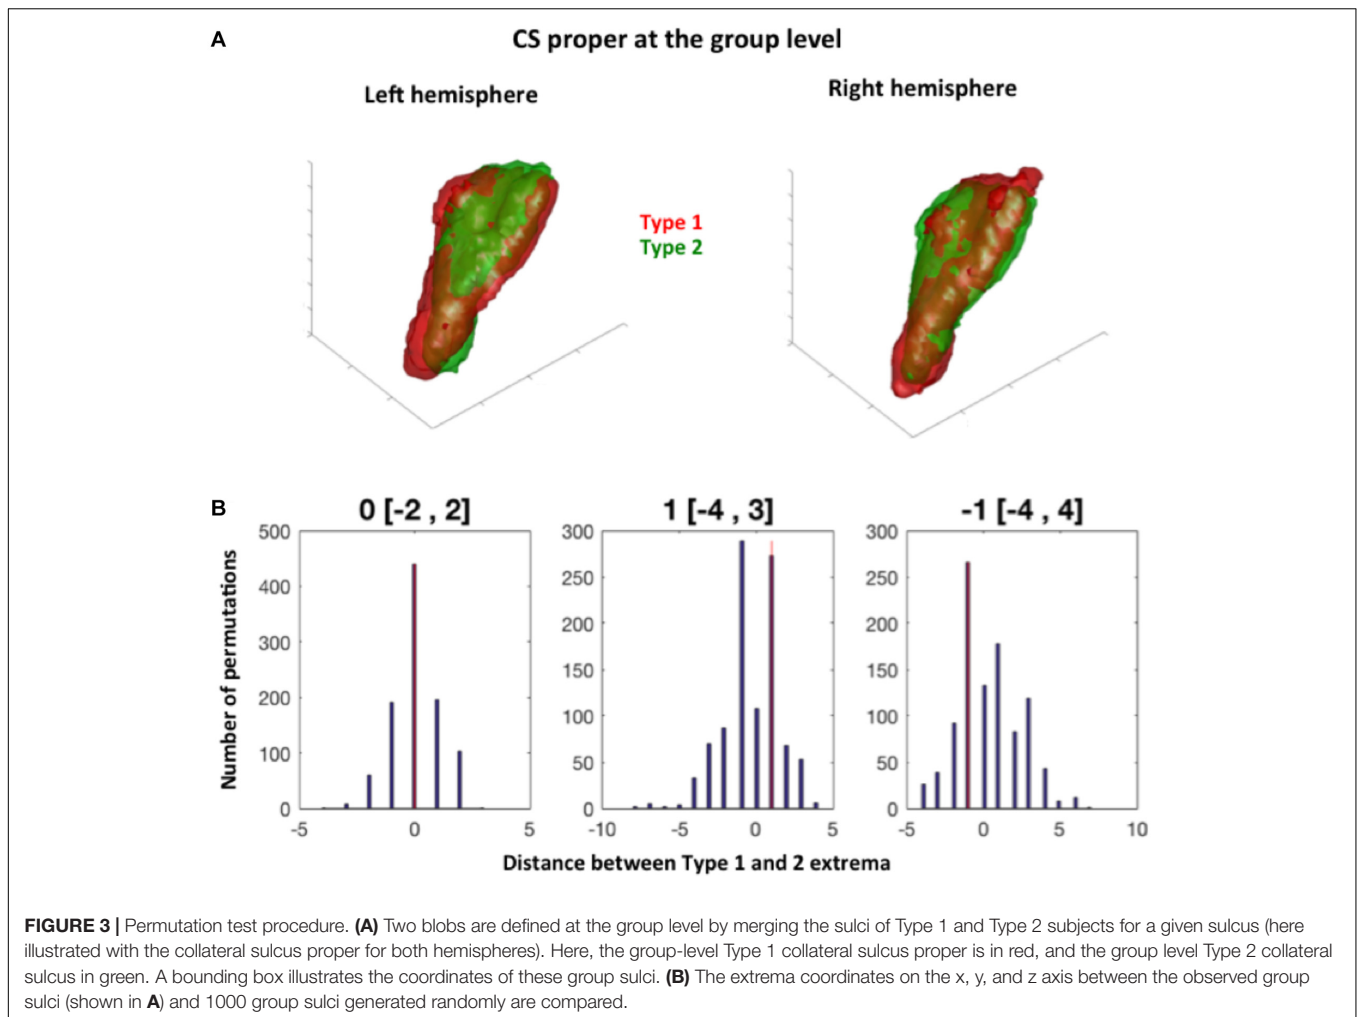 A
CS proper at the group level
Left hemisphere
Right hemisphere
Type 1
Type 2
B
0 [-2 , 2]
1 [-4 , 3]
-1 [-4 , 4]
Number of permutations
500
400
300
200
100
0
-5
0
5
300
250
200
150
100
50
0
-10
-5
0
5
300
250
200
150
100
50
0
-5
0
5
10
Distance between Type 1 and 2 extrema
FIGURE 3 | Permutation test procedure. (A) Two blobs are defined at the group level by merging the sulci of Type 1 and Type 2 subjects for a given sulcus (here
illustrated with the collateral sulcus proper for both hemispheres). Here, the group-level Type 1 collateral sulcus proper is in red, and the group level Type 2 collateral
sulcus in green. A bounding box illustrates the coordinates of these group sulci. (B) The extrema coordinates on the x, y, and z axis between the observed group
sulci (shown in A) and 1000 group sulci generated randomly are compared.